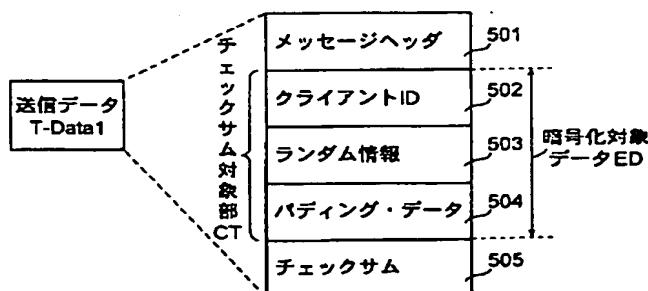 送信データ
T-Data1
チェックサム対象部CT
メッセージヘッダ
501
クライアントID
502
ランダム情報
503
パディング・データ
504
チェックサム
505
暗号化対象
データED